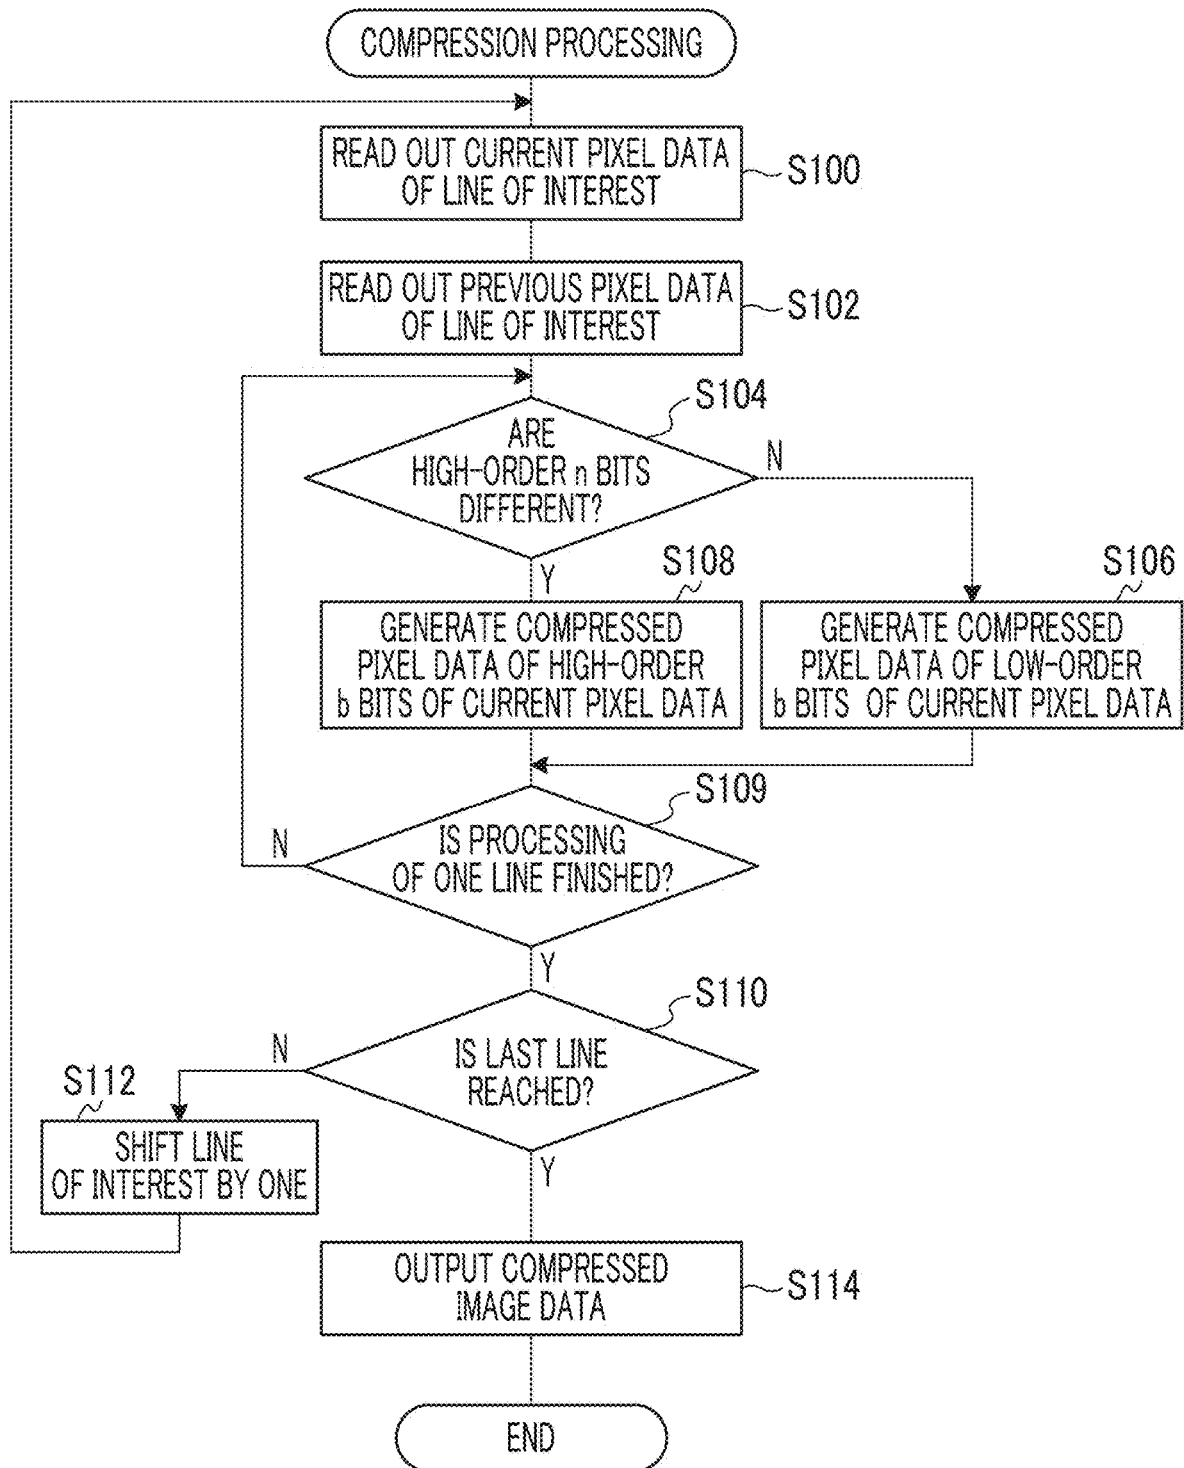 COMPRESSION PROCESSING
READ OUT CURRENT PIXEL DATA
OF LINE OF INTEREST
S100
READ OUT PREVIOUS PIXEL DATA
OF LINE OF INTEREST
S102
S104
ARE
HIGH-ORDER n BITS
DIFFERENT?
N
Y
S108
S106
GENERATE COMPRESSED
PIXEL DATA OF HIGH-ORDER
b BITS OF CURRENT PIXEL DATA
GENERATE COMPRESSED
PIXEL DATA OF LOW-ORDER
b BITS OF CURRENT PIXEL DATA
S109
IS PROCESSING
OF ONE LINE FINISHED?
N
Y
S110
IS LAST LINE
REACHED?
N
Y
S112
SHIFT LINE
OF INTEREST BY ONE
OUTPUT COMPRESSED
IMAGE DATA
S114
END